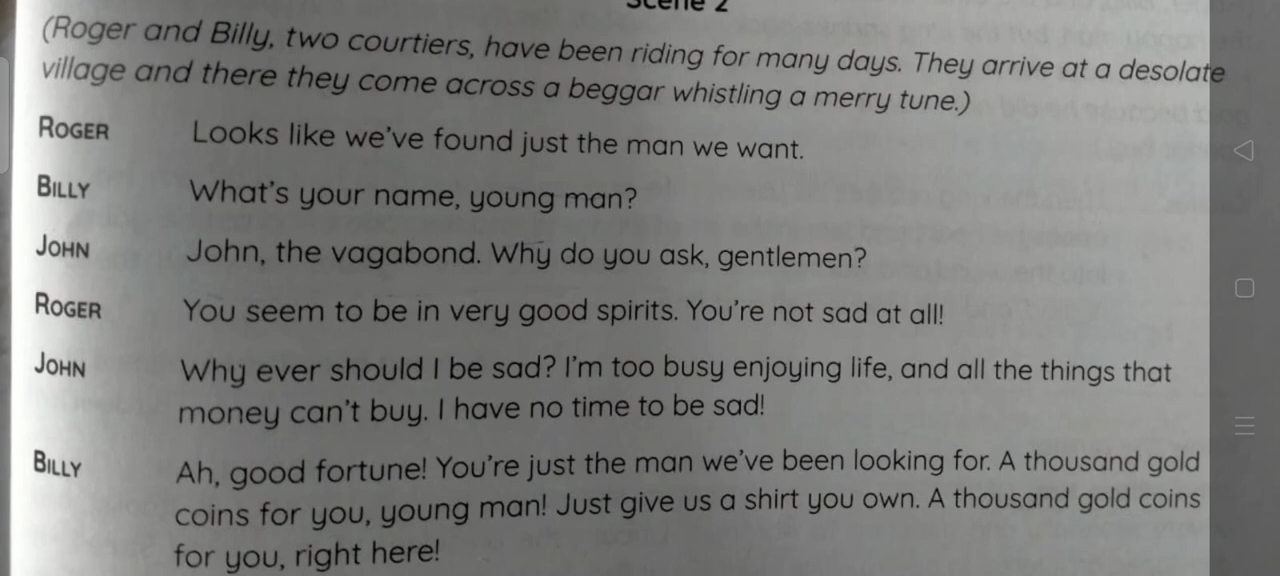 Scene 2
(Roger and Billy, two courtiers, have been riding for many days. They arrive at a desolate
village and there they come across a beggar whistling a merry tune.)
ROGER Looks like we've found just the man we want.
BILLY What's your name, young man?
JOHN John, the vagabond. Why do you ask, gentlemen?
ROGER You seem to be in very good spirits. You're not sad at all!
JOHN Why ever should I be sad? I'm too busy enjoying life, and all the things that
money can't buy. I have no time to be sad!
BILLY Ah, good fortune! You're just the man we've been looking for. A thousand gold
coins for you, young man! Just give us a shirt you own. A thousand gold coins
for you, right here!